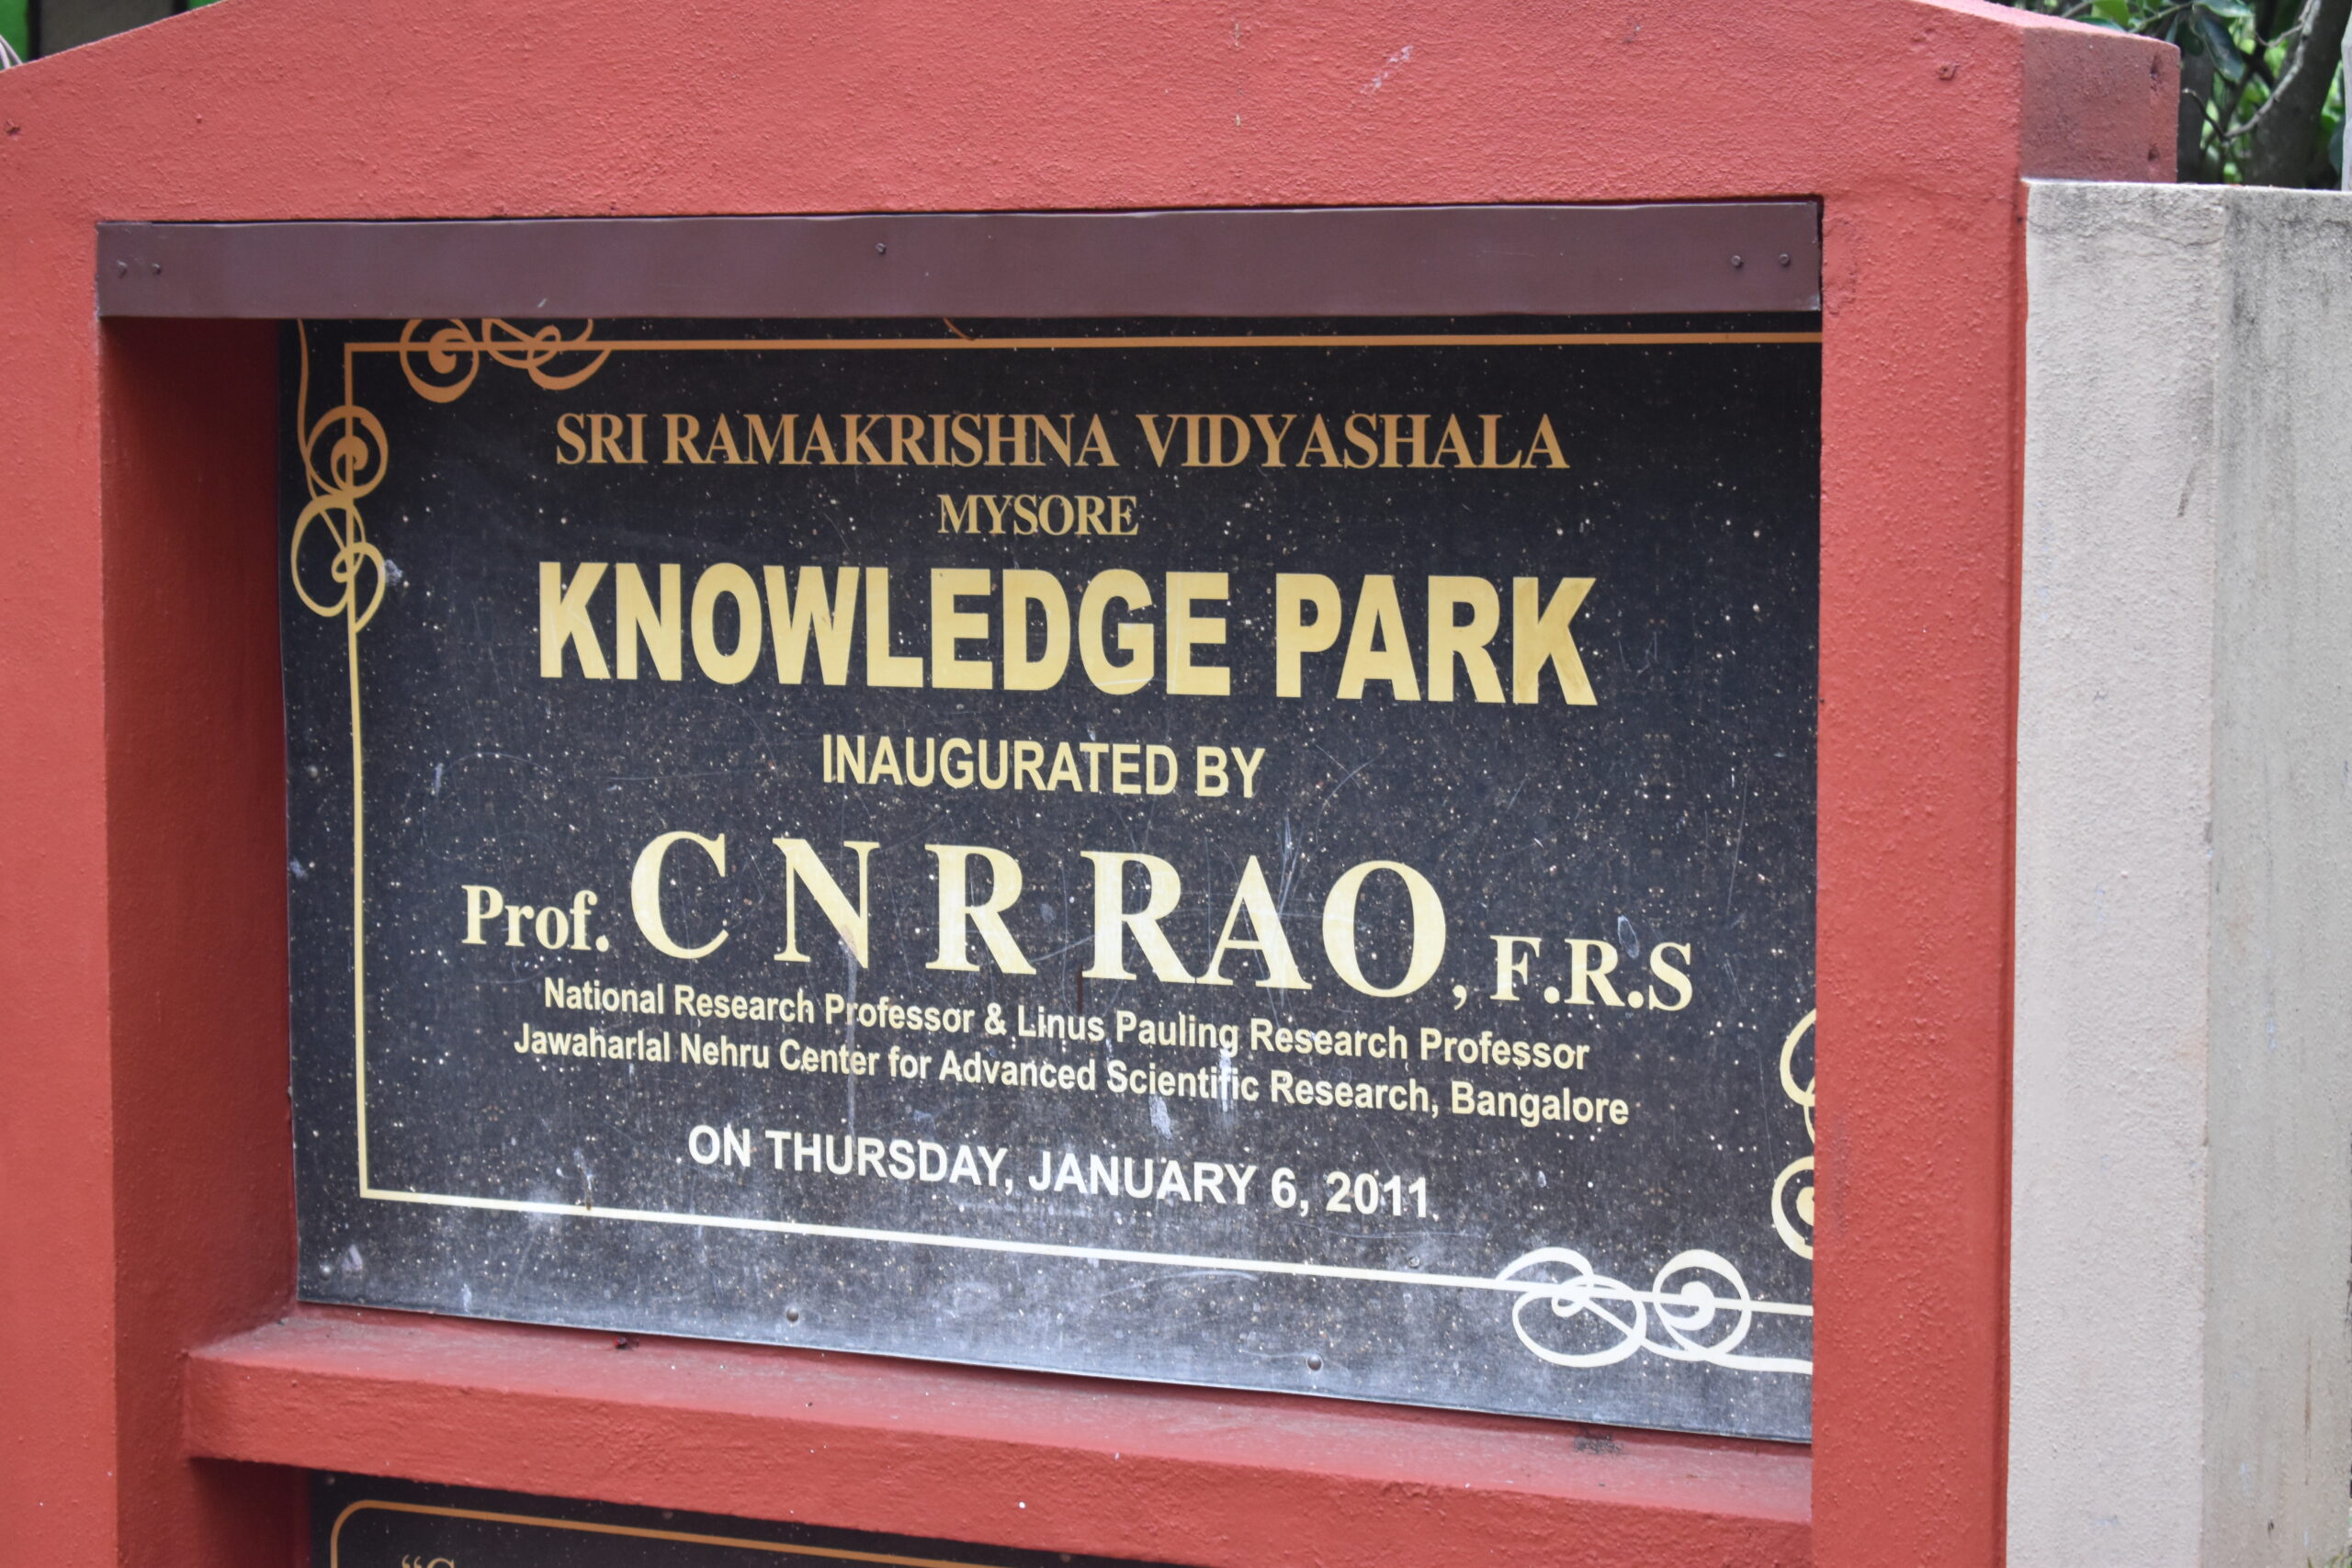 SRI RAMAKRISHNA VIDYASHALA
MYSORE
KNOWLEDGE PARK
INAUGURATED BY
Prof. C N R RAO, F.R.S
National Research Professor & Linus Pauling Research Professor
Jawaharlal Nehru Center for Advanced Scientific Research, Bangalore
ON THURSDAY, JANUARY 6, 2011